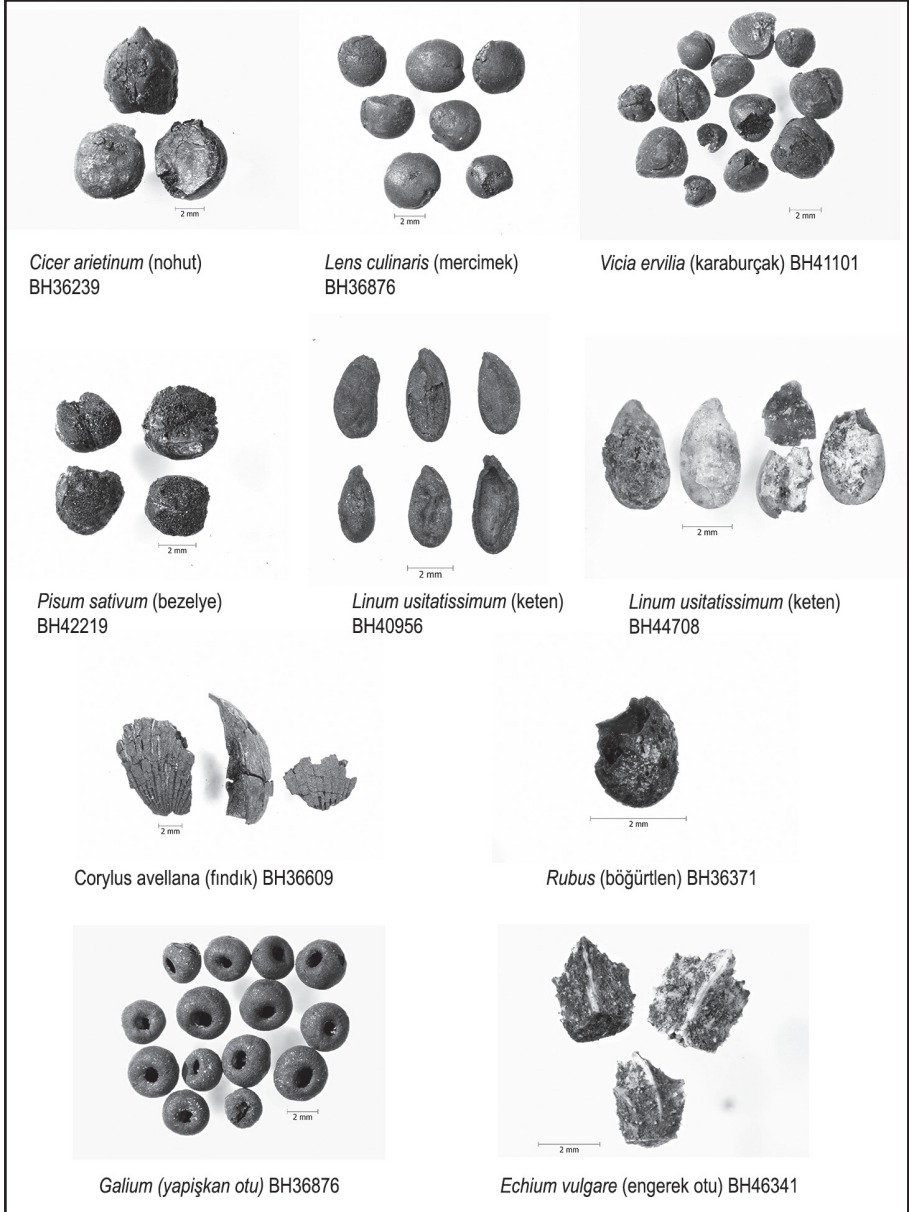 2 mm
2 mm
2 mm
Cicer arietinum (nohut)
BH36239
Lens culinaris (mercimek)
BH36876
Vicia ervilia (karaburçak) BH41101
2 mm
2 mm
2 mm
Pisum sativum (bezelye)
BH42219
Linum usitatissimum (keten)
BH40956
Linum usitatissimum (keten)
BH44708
2 mm
2 mm
Corylus avellana (fındık) BH36609
Rubus (böğürtlen) BH36371
2 mm
2 mm
Galium (yapişkan otu) BH36876
Echium vulgare (engerek otu) BH46341